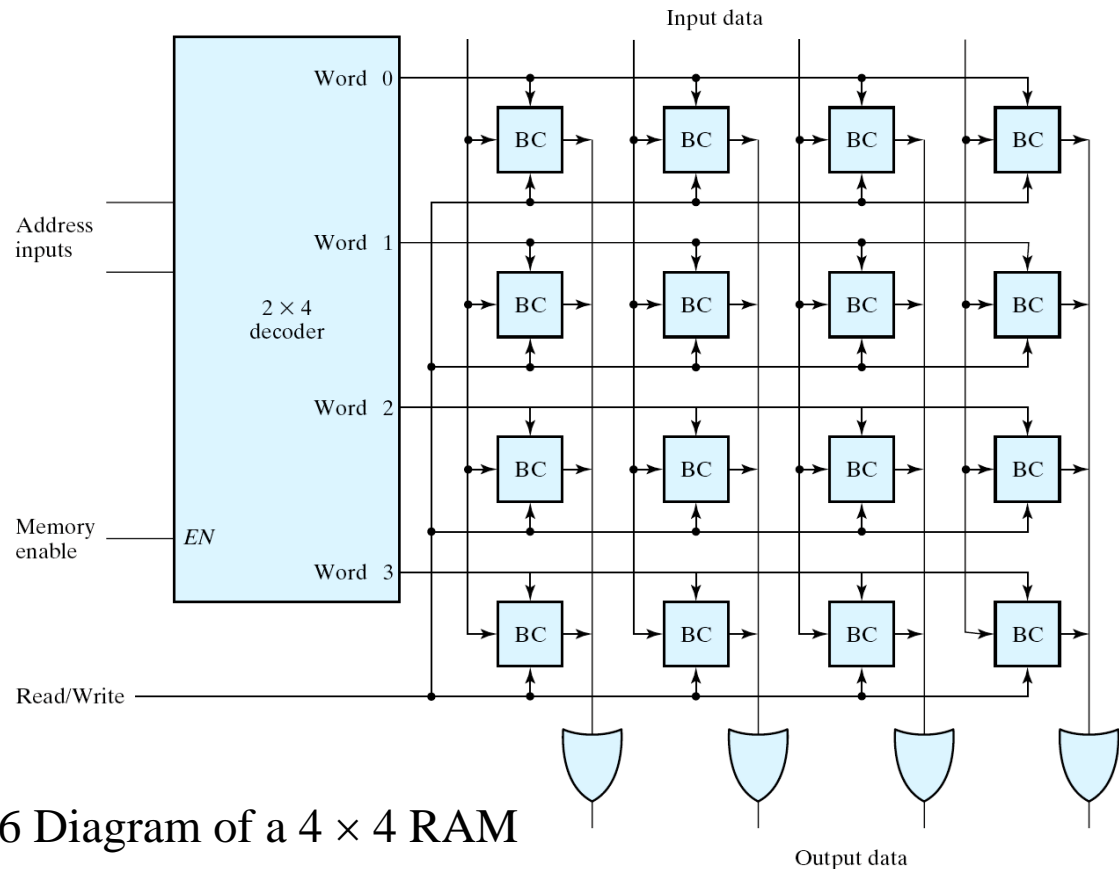 Input data
Word 0
BC BC BC BC
Address
inputs
Word 1
2 × 4
decoder
BC BC BC BC
Word 2
BC BC BC BC
Memory
enable
EN
Word 3
BC BC BC BC
Read/Write
6 Diagram of a 4 × 4 RAM
Output data